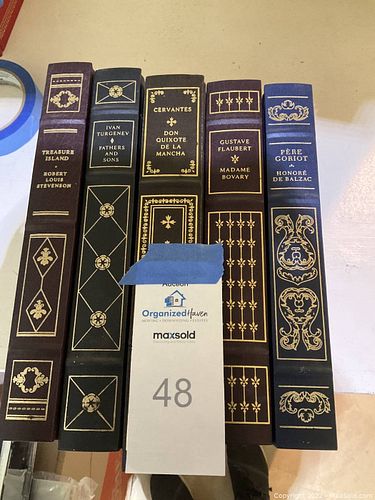 TREASURE
ISLAND
ROBERT
LOUIS
STEVENSON
IVAN
TURGENEV
FATHERS
AND
SONS
CERVANTES
DON
QUIXOTE
DE LA
MANCHA
GUSTAVE
FLAUBERT
MADAME
BOVARY
PÈRE
GORIOT
HONORÉ
DE BALZAC
Auction
OrganizedHaven
maxsold
48